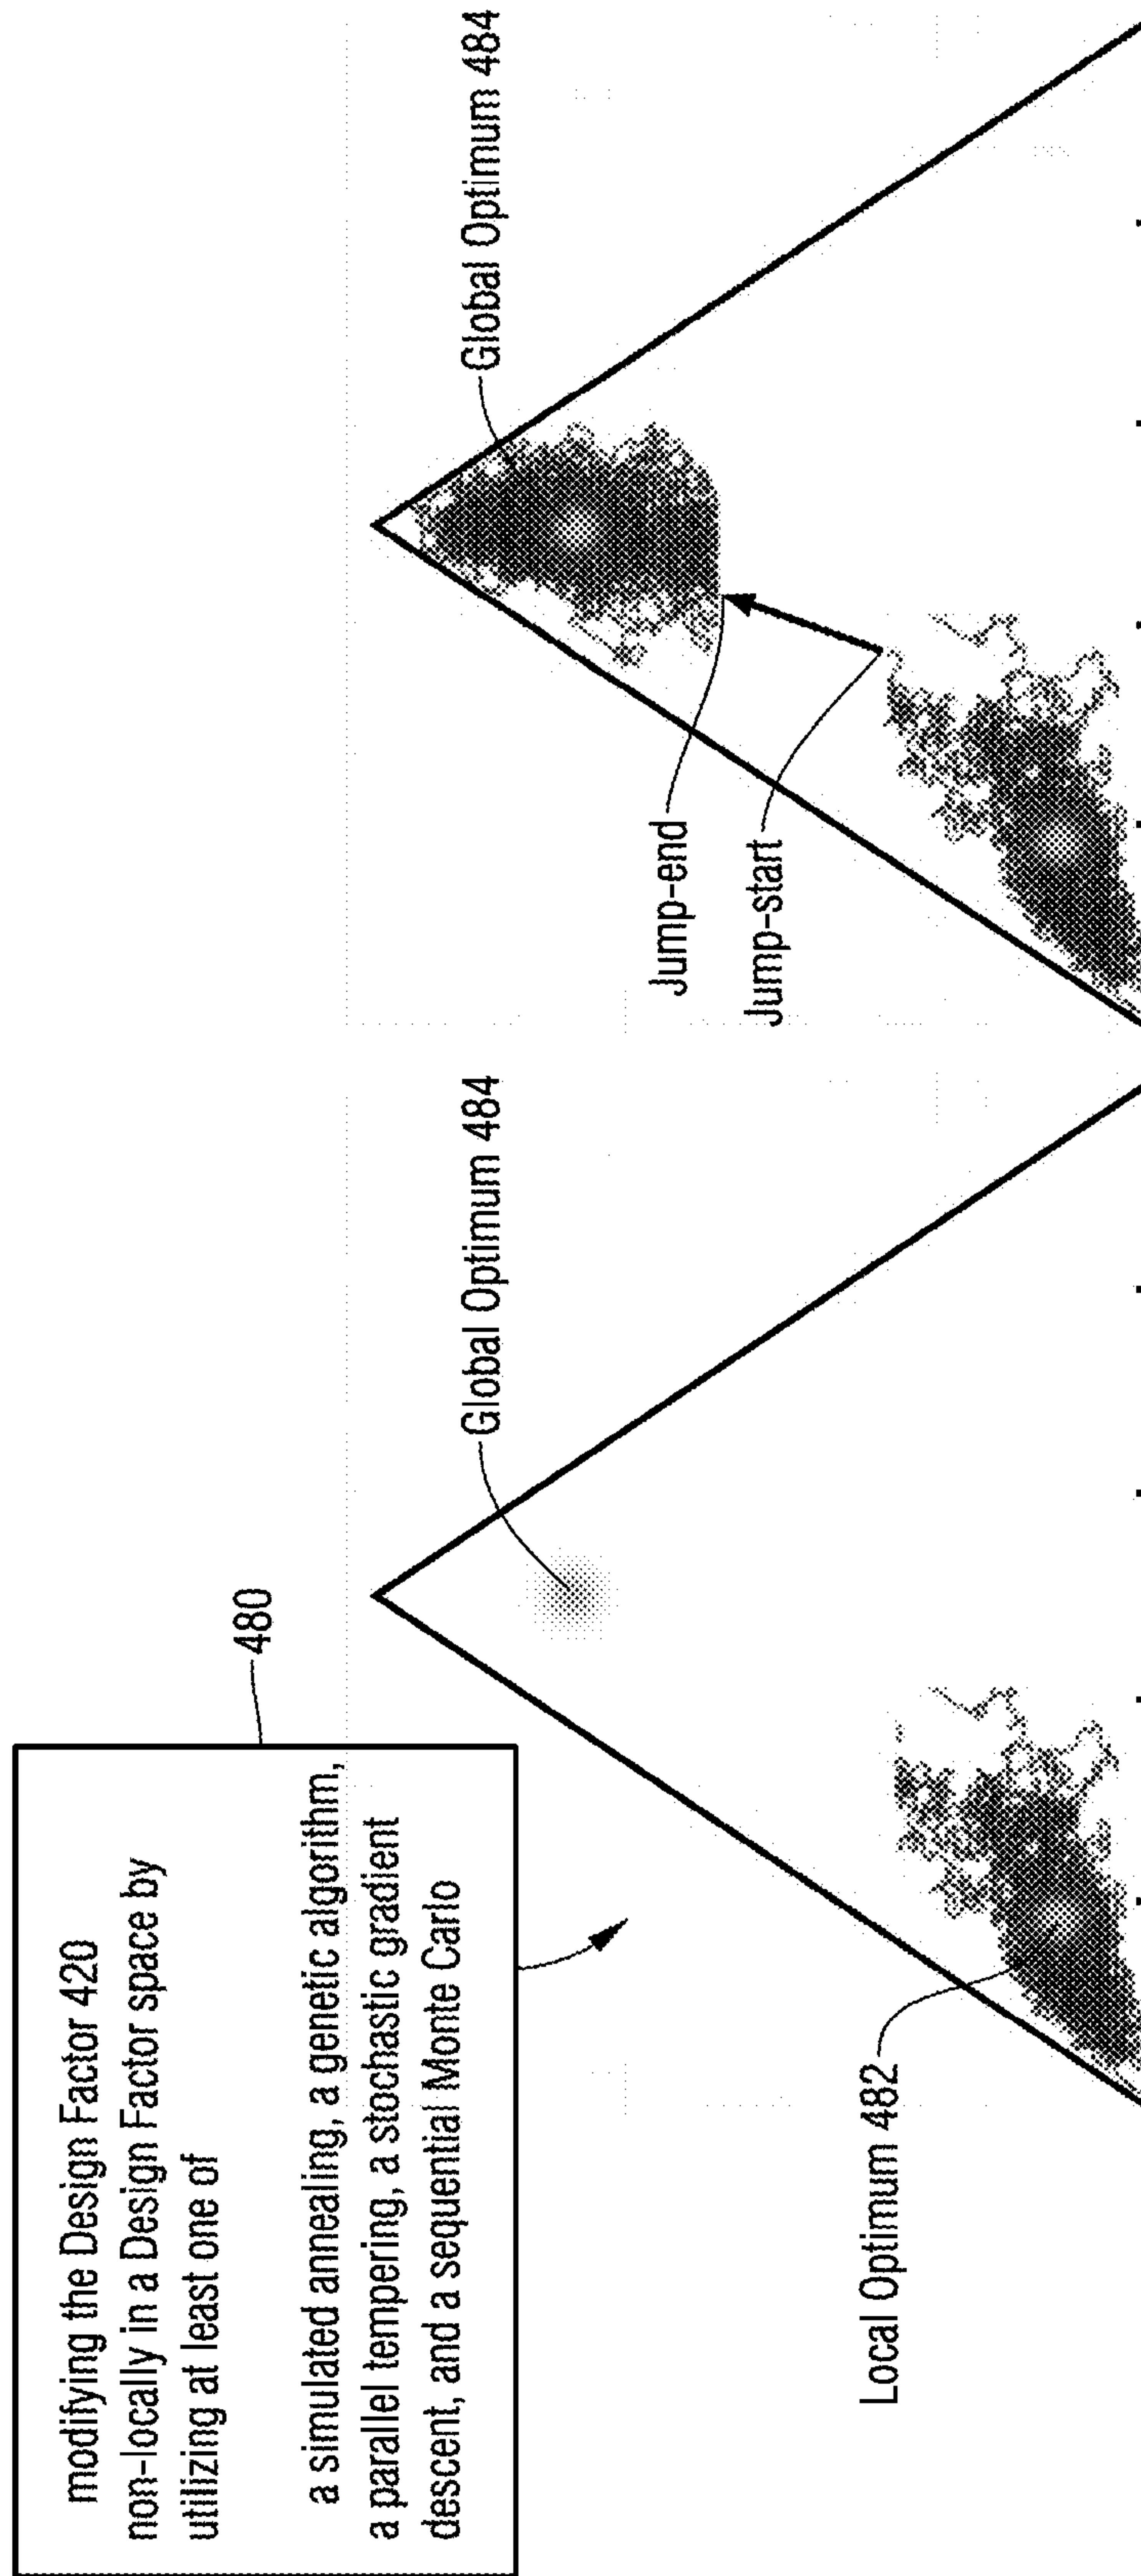 modifying the Design Factor 420
non-locally in a Design Factor space by
utilizing at least one of
a simulated annealing, a genetic algorithm,
a parallel tempering, a stochastic gradient
descent, and a sequential Monte Carlo
480
Global Optimum 484
Local Optimum 482
Global Optimum 484
Jump-end
Jump-start